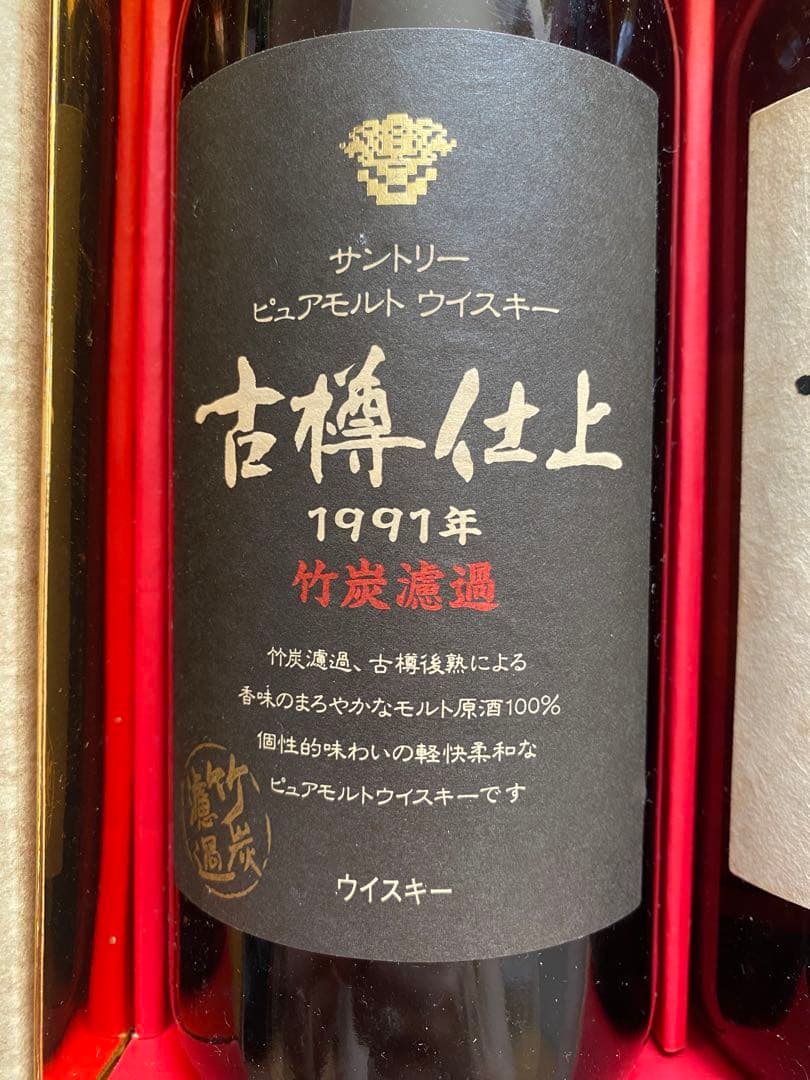 サントリー
ピュアモルト ウイスキー
古樽仕上
1991年
竹炭濾過
竹炭濾過、古樽後熟による
香味のまろやかなモルト原酒100%
個性的味わいの軽快柔和な
ピュアモルトウイスキーです
竹炭
濾過
ウイスキー